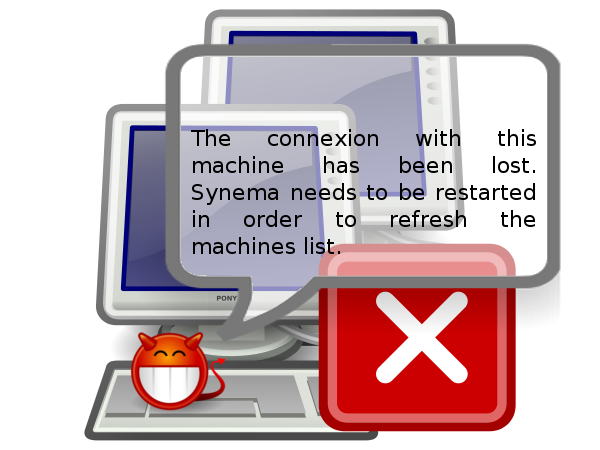 The connexion with this
machine has been lost.
Synema needs to be restarted
in order to refresh the
machines list.
PONY